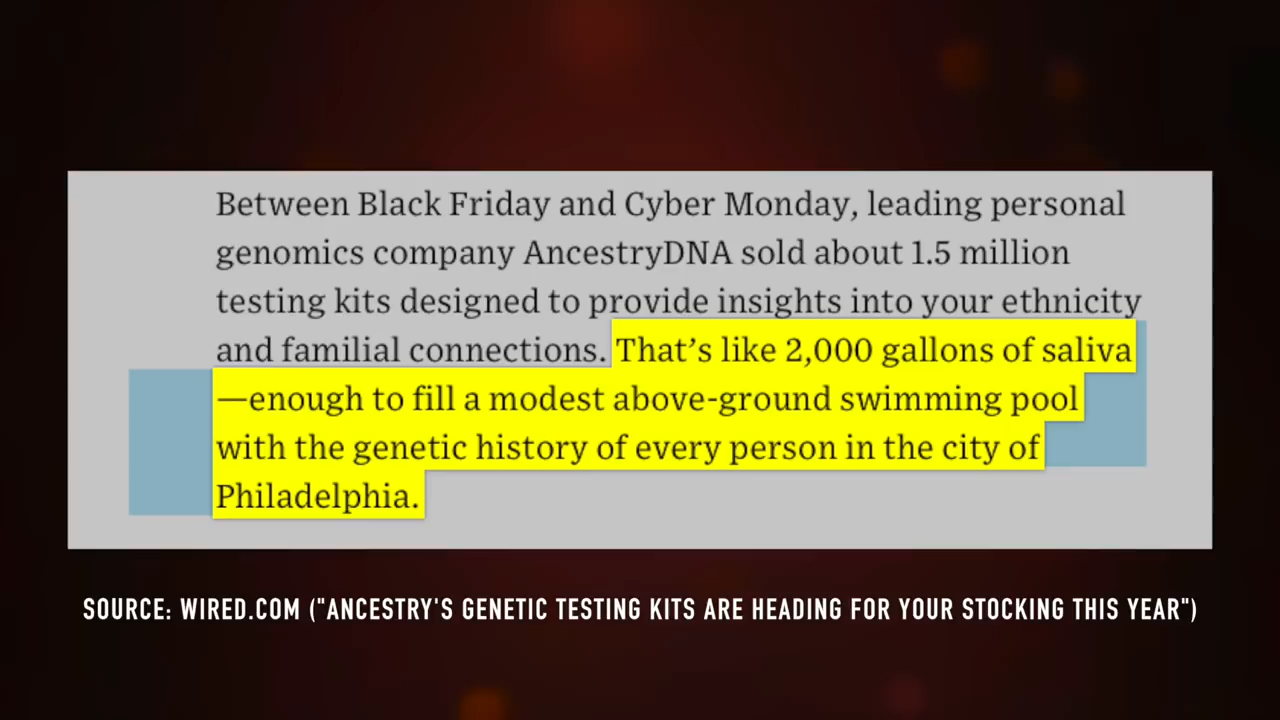 Between Black Friday and Cyber Monday, leading personal
genomics company AncestryDNA sold about 1.5 million
testing kits designed to provide insights into your ethnicity
and familial connections. That’s like 2,000 gallons of saliva
—enough to fill a modest above-ground swimming pool
with the genetic history of every person in the city of
Philadelphia.
SOURCE: WIRED.COM ("ANCESTRY'S GENETIC TESTING KITS ARE HEADING FOR YOUR STOCKING THIS YEAR")